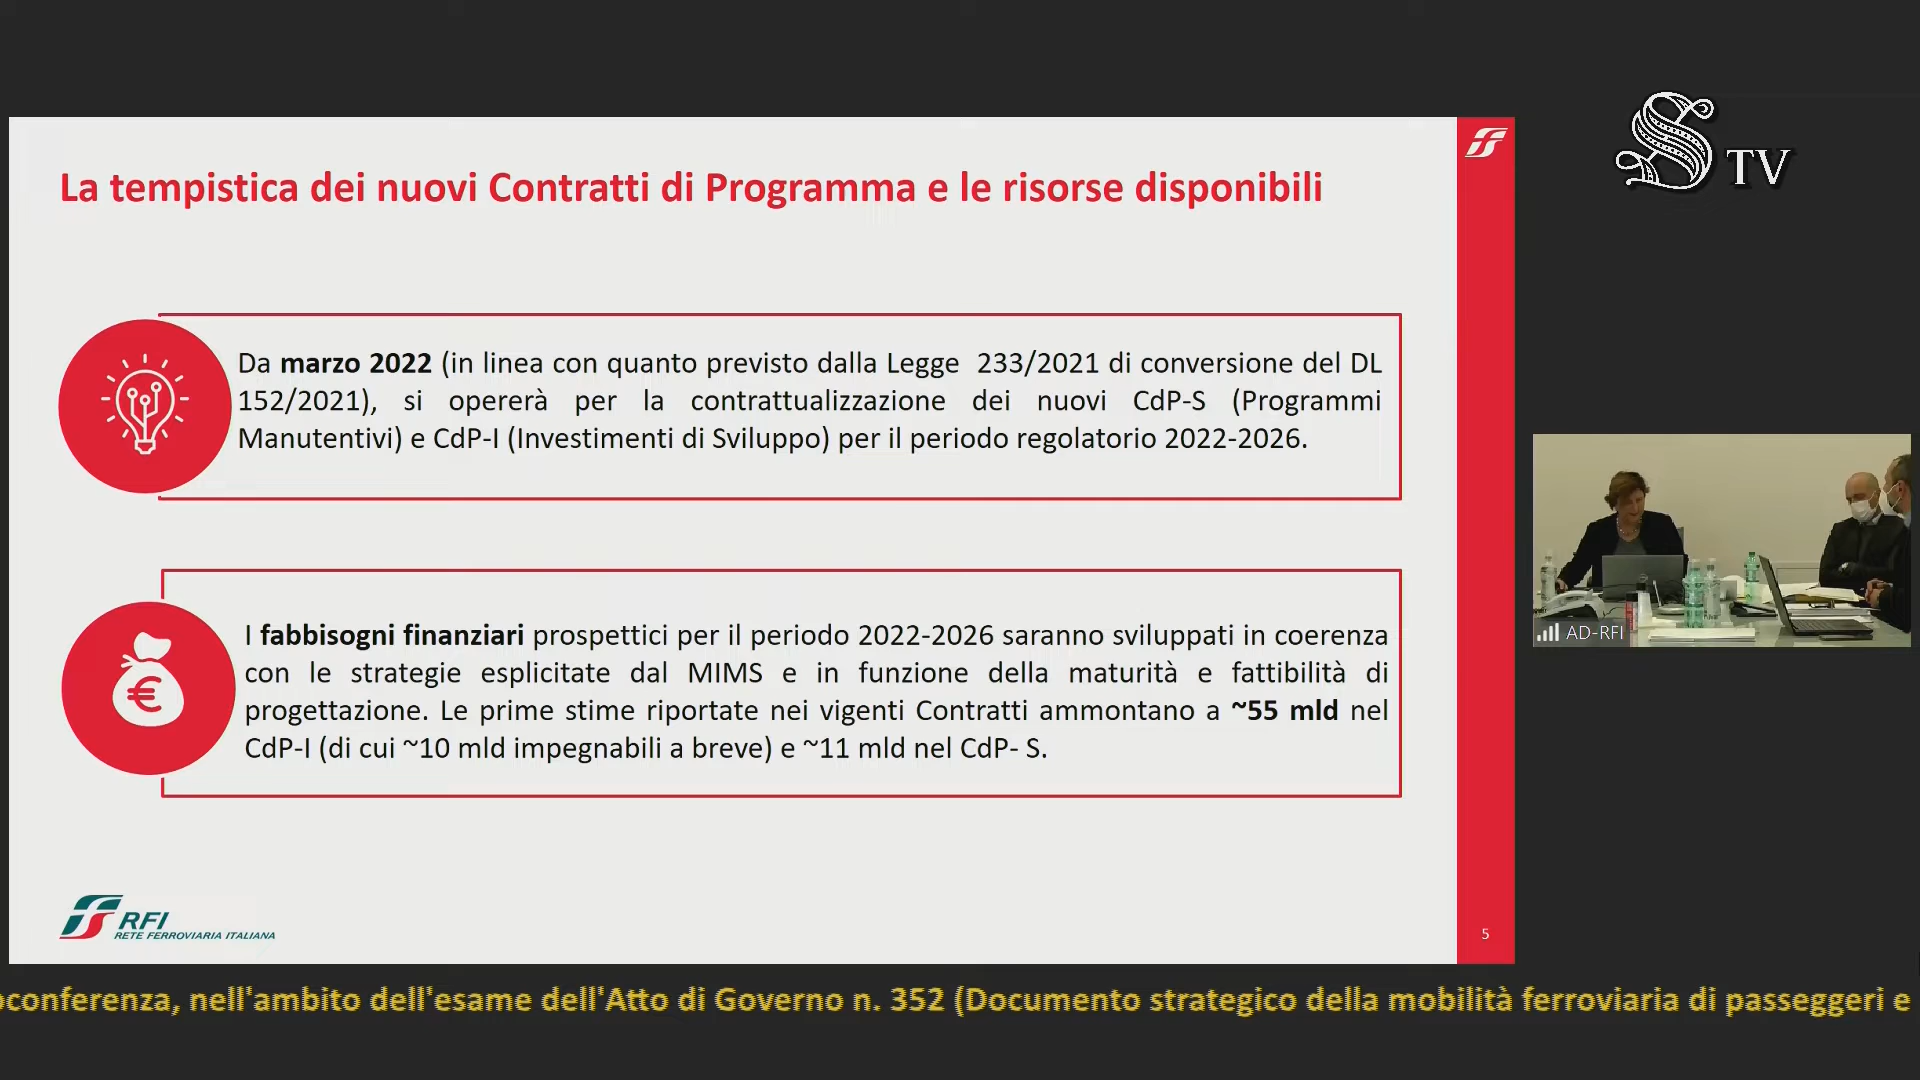 La tempistica dei nuovi Contratti di Programma e le risorse disponibili
TV
Da marzo 2022 (in linea con quanto previsto dalla Legge 233/2021 di conversione del DL
152/2021), si opererà per la contrattualizzazione dei nuovi CdP-S (Programmi
Manutentivi) e CdP-I (Investimenti di Sviluppo) per il periodo regolatorio 2022-2026.
I fabbisogni finanziari prospettici per il periodo 2022-2026 saranno sviluppati in coerenza
con le strategie esplicitate dal MIMS e in funzione della maturità e fattibilità di
progettazione. Le prime stime riportate nei vigenti Contratti ammontano a ~55 mld nel
CdP-I (di cui ~10 mld impegnabili a breve) e ~11 mld nel CdP- S.
AD-RFI
RFI
RETE FERROVIARIA ITALIANA
5
oconferenza, nell'ambito dell'esame dell'Atto di Governo n. 352 (Documento strategico della mobilità ferroviaria di passeggeri e